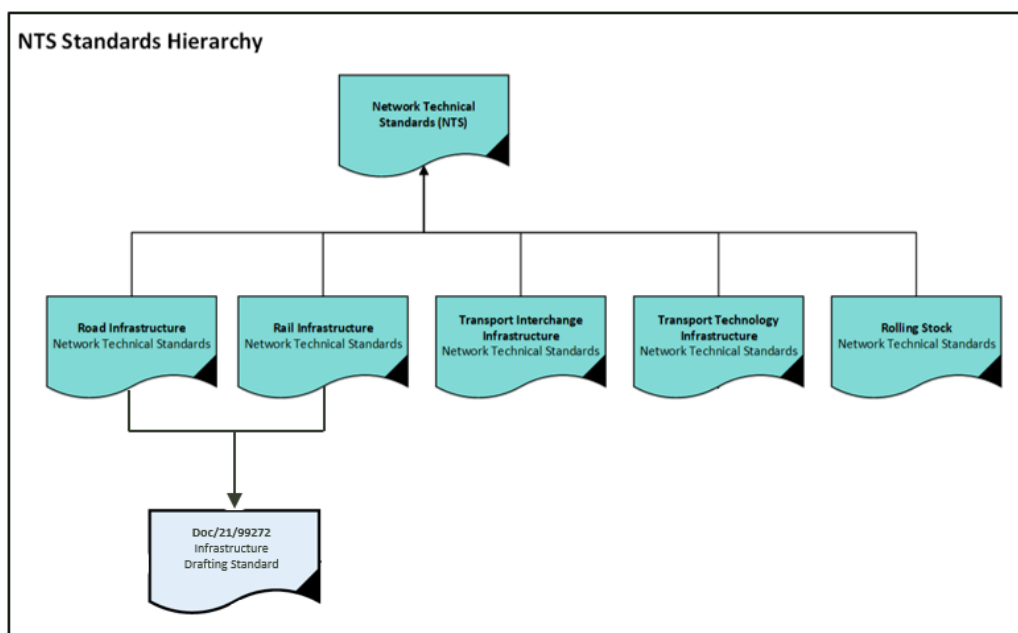 NTS Standards Hierarchy
Network Technical
Standards (NTS)
Road Infrastructure
Network Technical Standards
Rail Infrastructure
Network Technical Standards
Transport Interchange
Infrastructure
Network Technical Standards
Transport Technology
Infrastructure
Network Technical Standards
Rolling Stock
Network Technical Standards
Doc/21/99272
Infrastructure
Drafting Standard